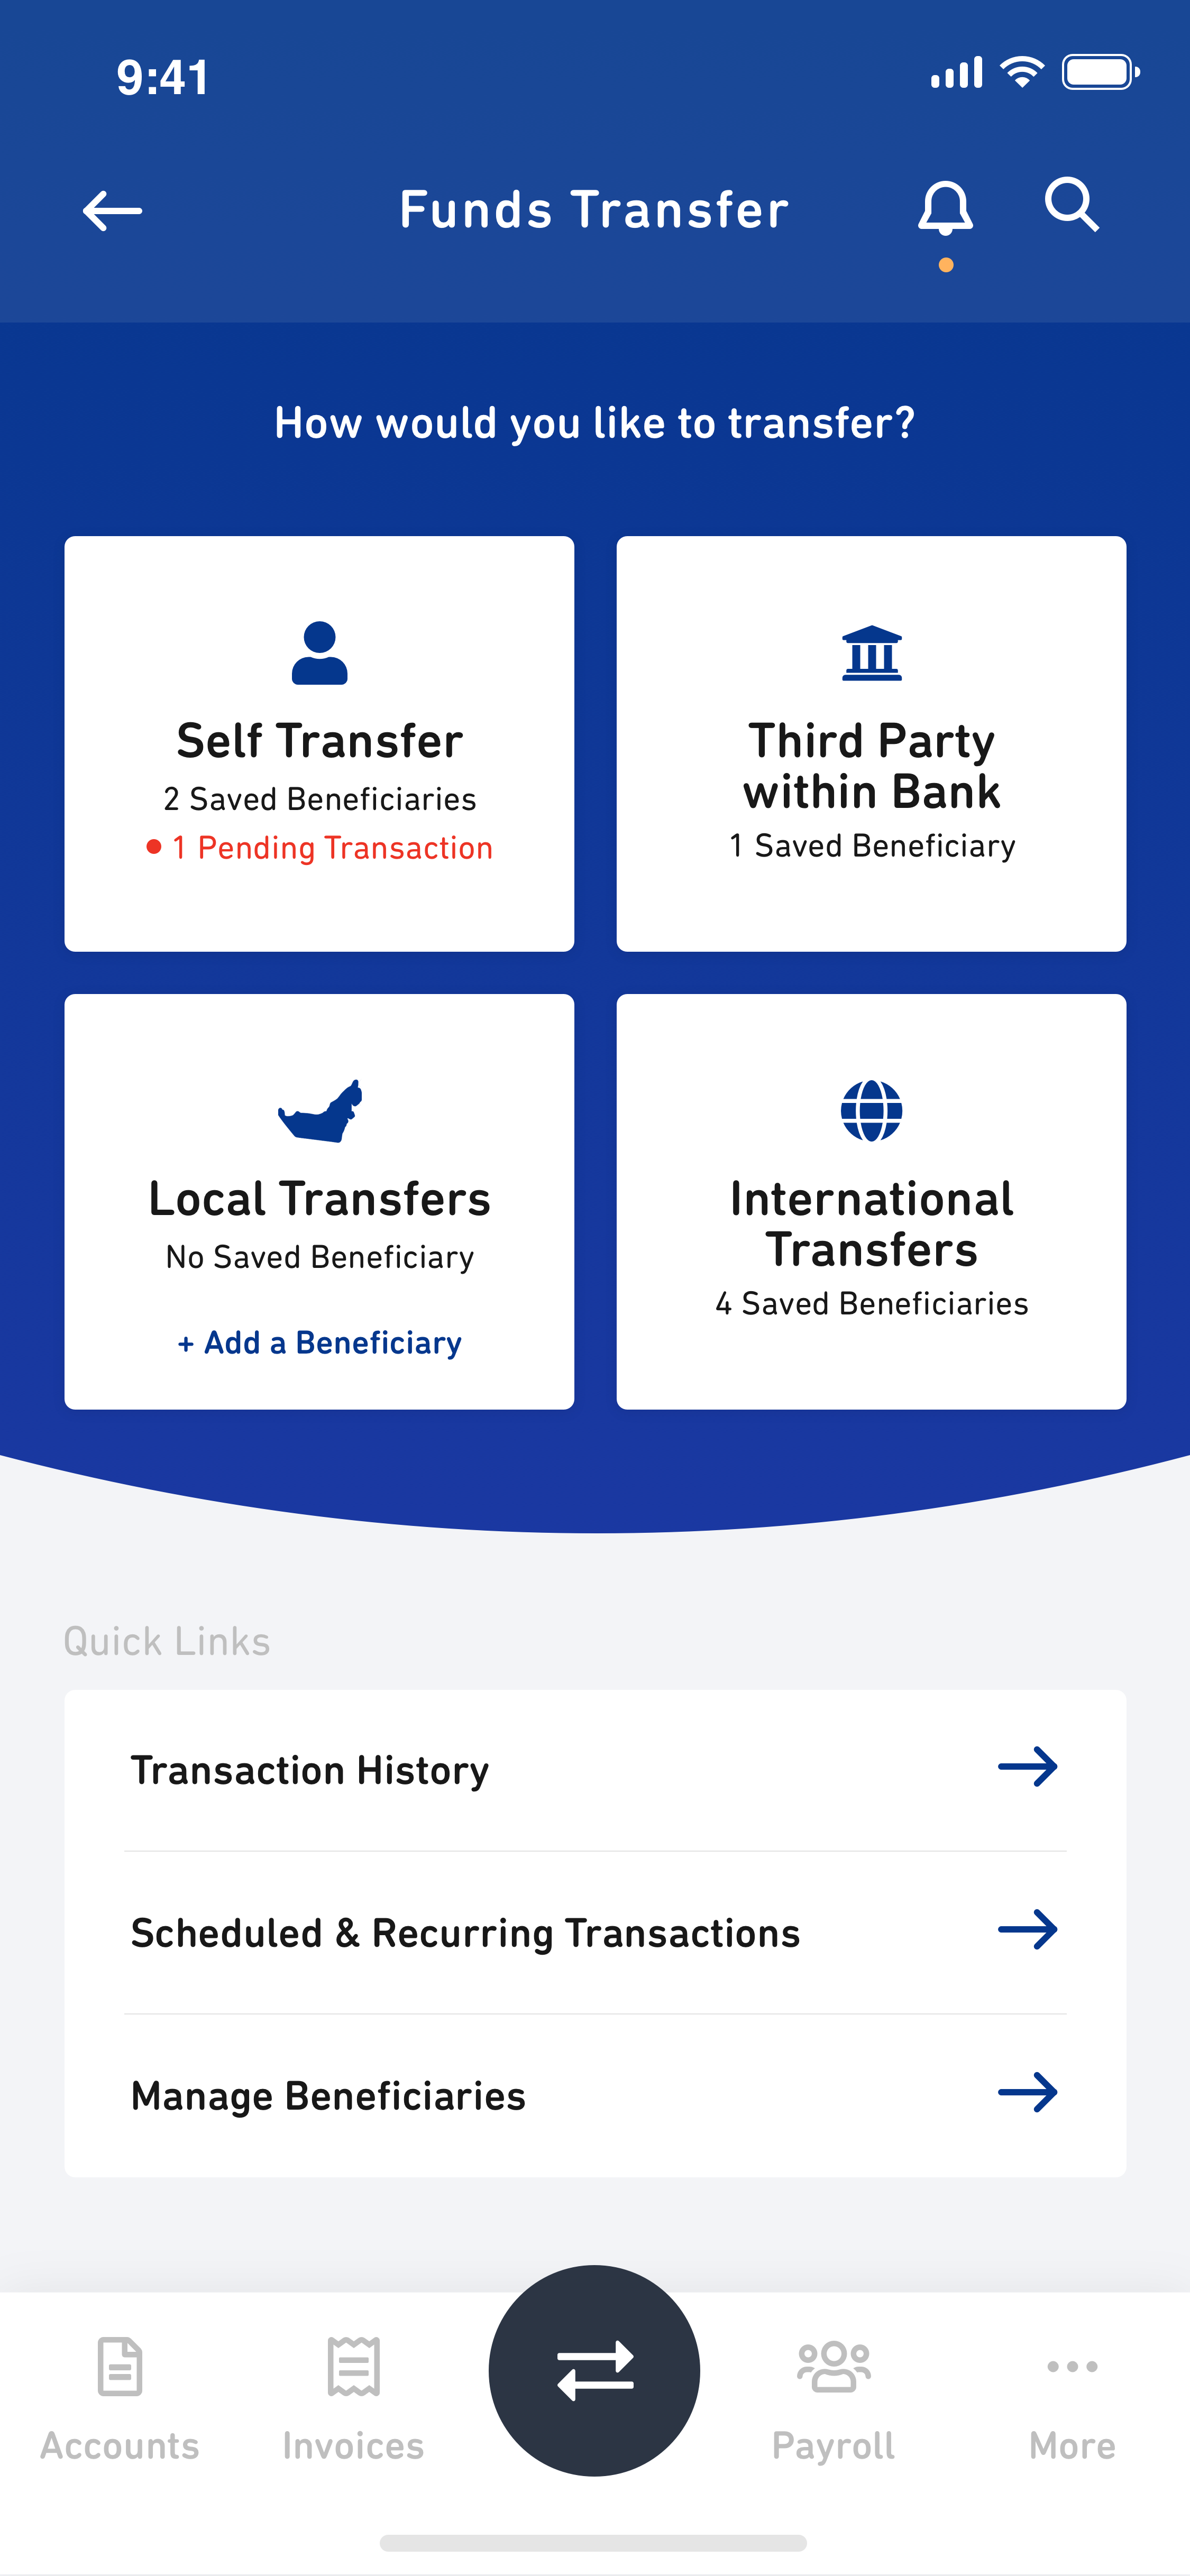 9:41
Funds Transfer
How would you like to transfer?
Self Transfer
2 Saved Beneficiaries
1 Pending Transaction
Third Party
within Bank
1 Saved Beneficiary
Local Transfers
No Saved Beneficiary
+ Add a Beneficiary
International
Transfers
4 Saved Beneficiaries
Quick Links
Transaction History
Scheduled & Recurring Transactions
Manage Beneficiaries
Accounts
Invoices
Payroll
More